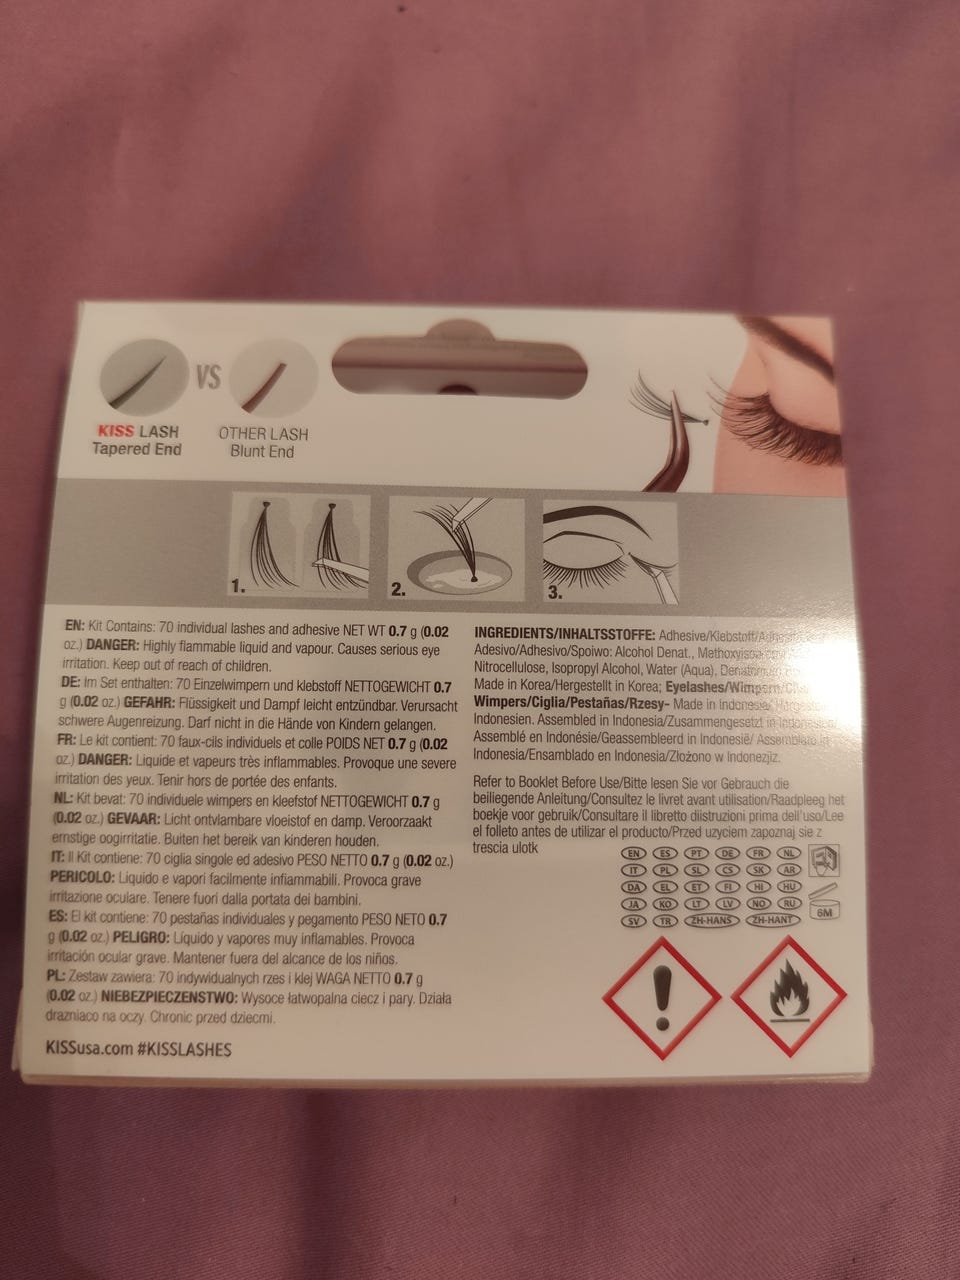 KISS LASH
Tapered End
VS
OTHER LASH
Blunt End
1.
2.
3.
EN: Kit Contains: 70 individual lashes and adhesive NET WT 0.7 g (0.02
oz.) DANGER: Highly flammable liquid and vapour. Causes serious eye
irritation. Keep out of reach of children.
DE: Im Set enthalten: 70 Einzelwimpern und klebstoff NETTOGEWICHT 0.7
g (0.02 oz.) GEFAHR: Flüssigkeit und Dampf leicht entzündbar. Verursacht
schwere Augenreizung. Darf nicht in die Hände von Kindern gelangen.
FR: Le kit contient: 70 faux-cils individuels et colle POIDS NET 0.7 g (0.02
oz.) DANGER: Liquide et vapeurs très inflammables. Provoque une severe
irritation des yeux. Tenir hors de portée des enfants.
NL: Kit bevat: 70 individuele wimpers en kleefstof NETTOGEWICHT 0.7 g
(0.02 oz.) GEVAAR: Licht ontvlambare vloeistof en damp. Veroorzaakt
ernstige oogirritatie. Buiten het bereik van kinderen houden.
IT: Il Kit contiene: 70 ciglia singole ed adesivo PESO NETTO 0.7 g (0.02 oz.)
PERICOLO: Liquido e vapori facilmente infiammabili. Provoca grave
irritazione oculare. Tenere fuori dalla portata dei bambini.
ES: El kit contiene: 70 pestañas individuales y pegamento PESO NETO 0.7
g (0.02 oz.) PELIGRO: Líquido y vapores muy inflamables. Provoca
irritación ocular grave. Mantener fuera del alcance de los niños.
PL: Zestaw zawiera: 70 indywidualnych rzes i klej WAGA NETTO 0.7 g
(0.02 oz.) NIEBEZPIECZENSTWO: Wysoce łatwopalna ciecz i pary. Działa
drazniaco na oczy. Chronic przed dziecmi.
KISSusa.com #KISSLASHES
INGREDIENTS/INHALTSSTOFFE: Adhesive/Klebstoff/
Adesivo/Adhesivo/Spoiwo: Alcohol Denat.,
Nitrocellulose, Isopropyl Alcohol, Water (Aqua),
Made in Korea/Hergestellt in Korea; Eyelashes/Wimpern/
Wimpers/Ciglia/Pestañas/Rzesy- Made in Indonesia/
Indonesien. Assembled in Indonesia/Zusammengesetzt in Indonesien/
Assemblé en Indonésie/Geassembleerd in Indonesië/ Assemblato in
Indonesia/Ensamblado en Indonesia/Złożono w Indonezjiz.
Refer to Booklet Before Use/Bitte lesen Sie vor Gebrauch die
beiliegende Anleitung/Consultez le livret avant utilisation/Raadpleeg het
boekje voor gebruik/Consultare il libretto diistruzioni prima dell'uso/Lee
el folleto antes de utilizar el producto/Przed uzyciem zapoznaj sie z
trescia ulotk
EN ES PT DE FR NL
IT PL SL CS SK AR
DA EL ET FI HI HU
JA KO LT LV NO RU
SV TR ZH-HANS ZH-HANT
6M